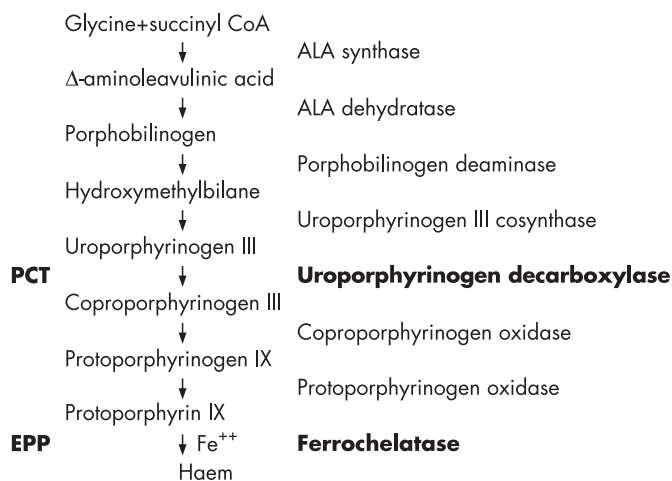 Glycine+succinyl CoA
ALA synthase
Δ-aminoleavulinic acid
ALA dehydratase
Porphobilinogen
Porphobilinogen deaminase
Hydroxymethylbilane
Uroporphyrinogen III cosynthase
Uroporphyrinogen III
PCT Uroporphyrinogen decarboxylase
Coproporphyrinogen III
Coproporphyrinogen oxidase
Protoporphyrinogen IX
Protoporphyrinogen oxidase
Protoporphyrin IX
EPP Fe++ Ferrochelatase
Haem